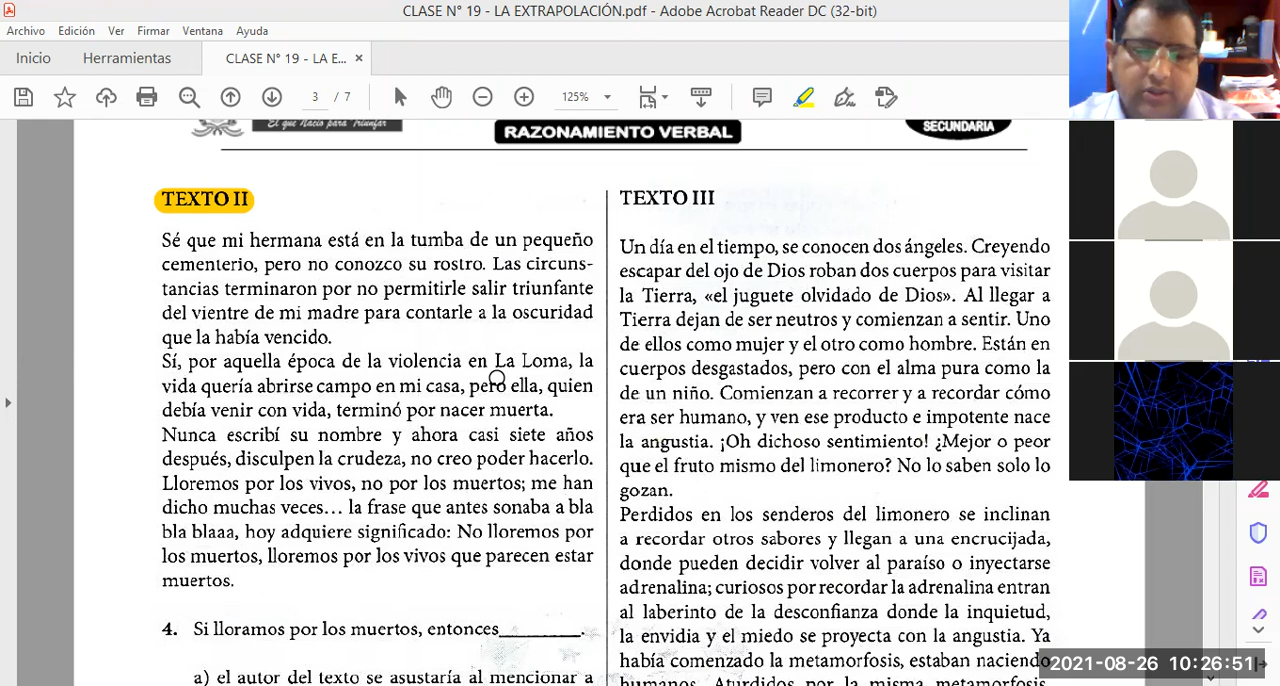 CLASE N° 19 - LA EXTRAPOLACIÓN.pdf - Adobe Acrobat Reader DC (32-bit)
Archivo Edición Ver Firmar Ventana Ayuda
Inicio Herramientas CLASE N° 19 - LA E... ×
3 / 7 125%
El que Nació para Triunfar
RAZONAMIENTO VERBAL
SECUNDARIA
TEXTO II
Sé que mi hermana está en la tumba de un pequeño
cementerio, pero no conozco su rostro. Las circuns-
tancias terminaron por no permitirle salir triunfante
del vientre de mi madre para contarle a la oscuridad
que la había vencido.
Sí, por aquella época de la violencia en La Loma, la
vida quería abrirse campo en mi casa, pero ella, quien
debía venir con vida, terminó por nacer muerta.
Nunca escribí su nombre y ahora casi siete años
después, disculpen la crudeza, no creo poder hacerlo.
Lloremos por los vivos, no por los muertos; me han
dicho muchas veces... la frase que antes sonaba a bla
bla blaaa, hoy adquiere significado: No lloremos por
los muertos, lloremos por los vivos que parecen estar
muertos.
4. Si lloramos por los muertos, entonces_________.
a) el autor del texto se asustaría al mencionar a
TEXTO III
Un día en el tiempo, se conocen dos ángeles. Creyendo
escapar del ojo de Dios roban dos cuerpos para visitar
la Tierra, «el juguete olvidado de Dios». Al llegar a
Tierra dejan de ser neutros y comienzan a sentir. Uno
de ellos como mujer y el otro como hombre. Están en
cuerpos desgastados, pero con el alma pura como la
de un niño. Comienzan a recorrer y a recordar cómo
era ser humano, y ven ese producto e impotente nace
la angustia. ¡Oh dichoso sentimiento! ¿Mejor o peor
que el fruto mismo del limonero? No lo saben solo lo
gozan.
Perdidos en los senderos del limonero se inclinan
a recordar otros sabores y llegan a una encrucijada,
donde pueden decidir volver al paraíso o inyectarse
adrenalina; curiosos por recordar la adrenalina entran
al laberinto de la desconfianza donde la inquietud,
la envidia y el miedo se proyecta con la angustia. Ya
había comenzado la metamorfosis, estaban naciendo
humanos. Aturdidos por la misma metamorfosis,
2021-08-26 10:26:51